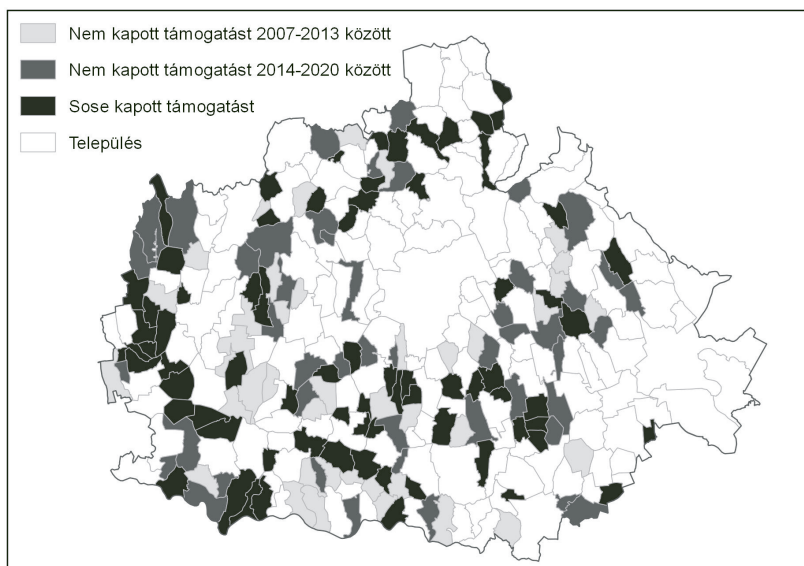 Nem kapott támogatást 2007-2013 között
Nem kapott támogatást 2014-2020 között
Sose kapott támogatást
Település